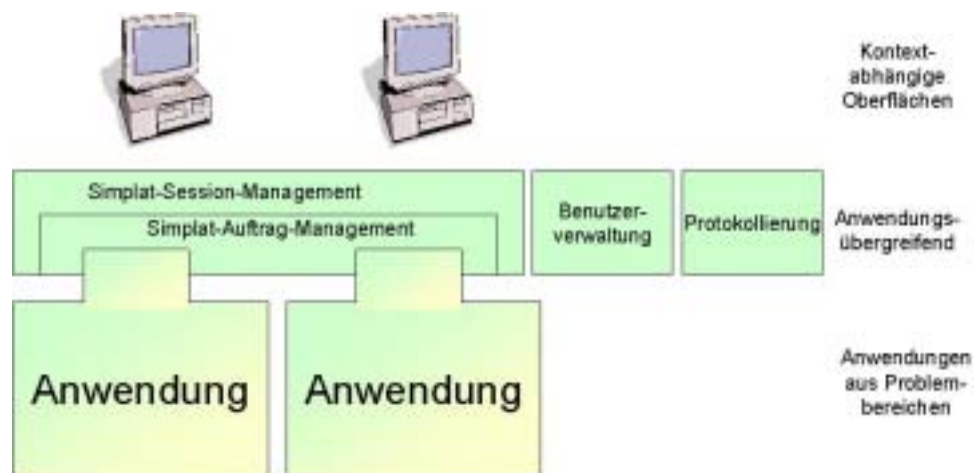 Kontext-
abhängige
Oberflächen
Simplat-Session-Management
Simplat-Auftrag-Management
Benutzer-
verwaltung
Protokollierung
Anwendungs-
übergreifend
Anwendung
Anwendung
Anwendungen
aus Problem-
bereichen